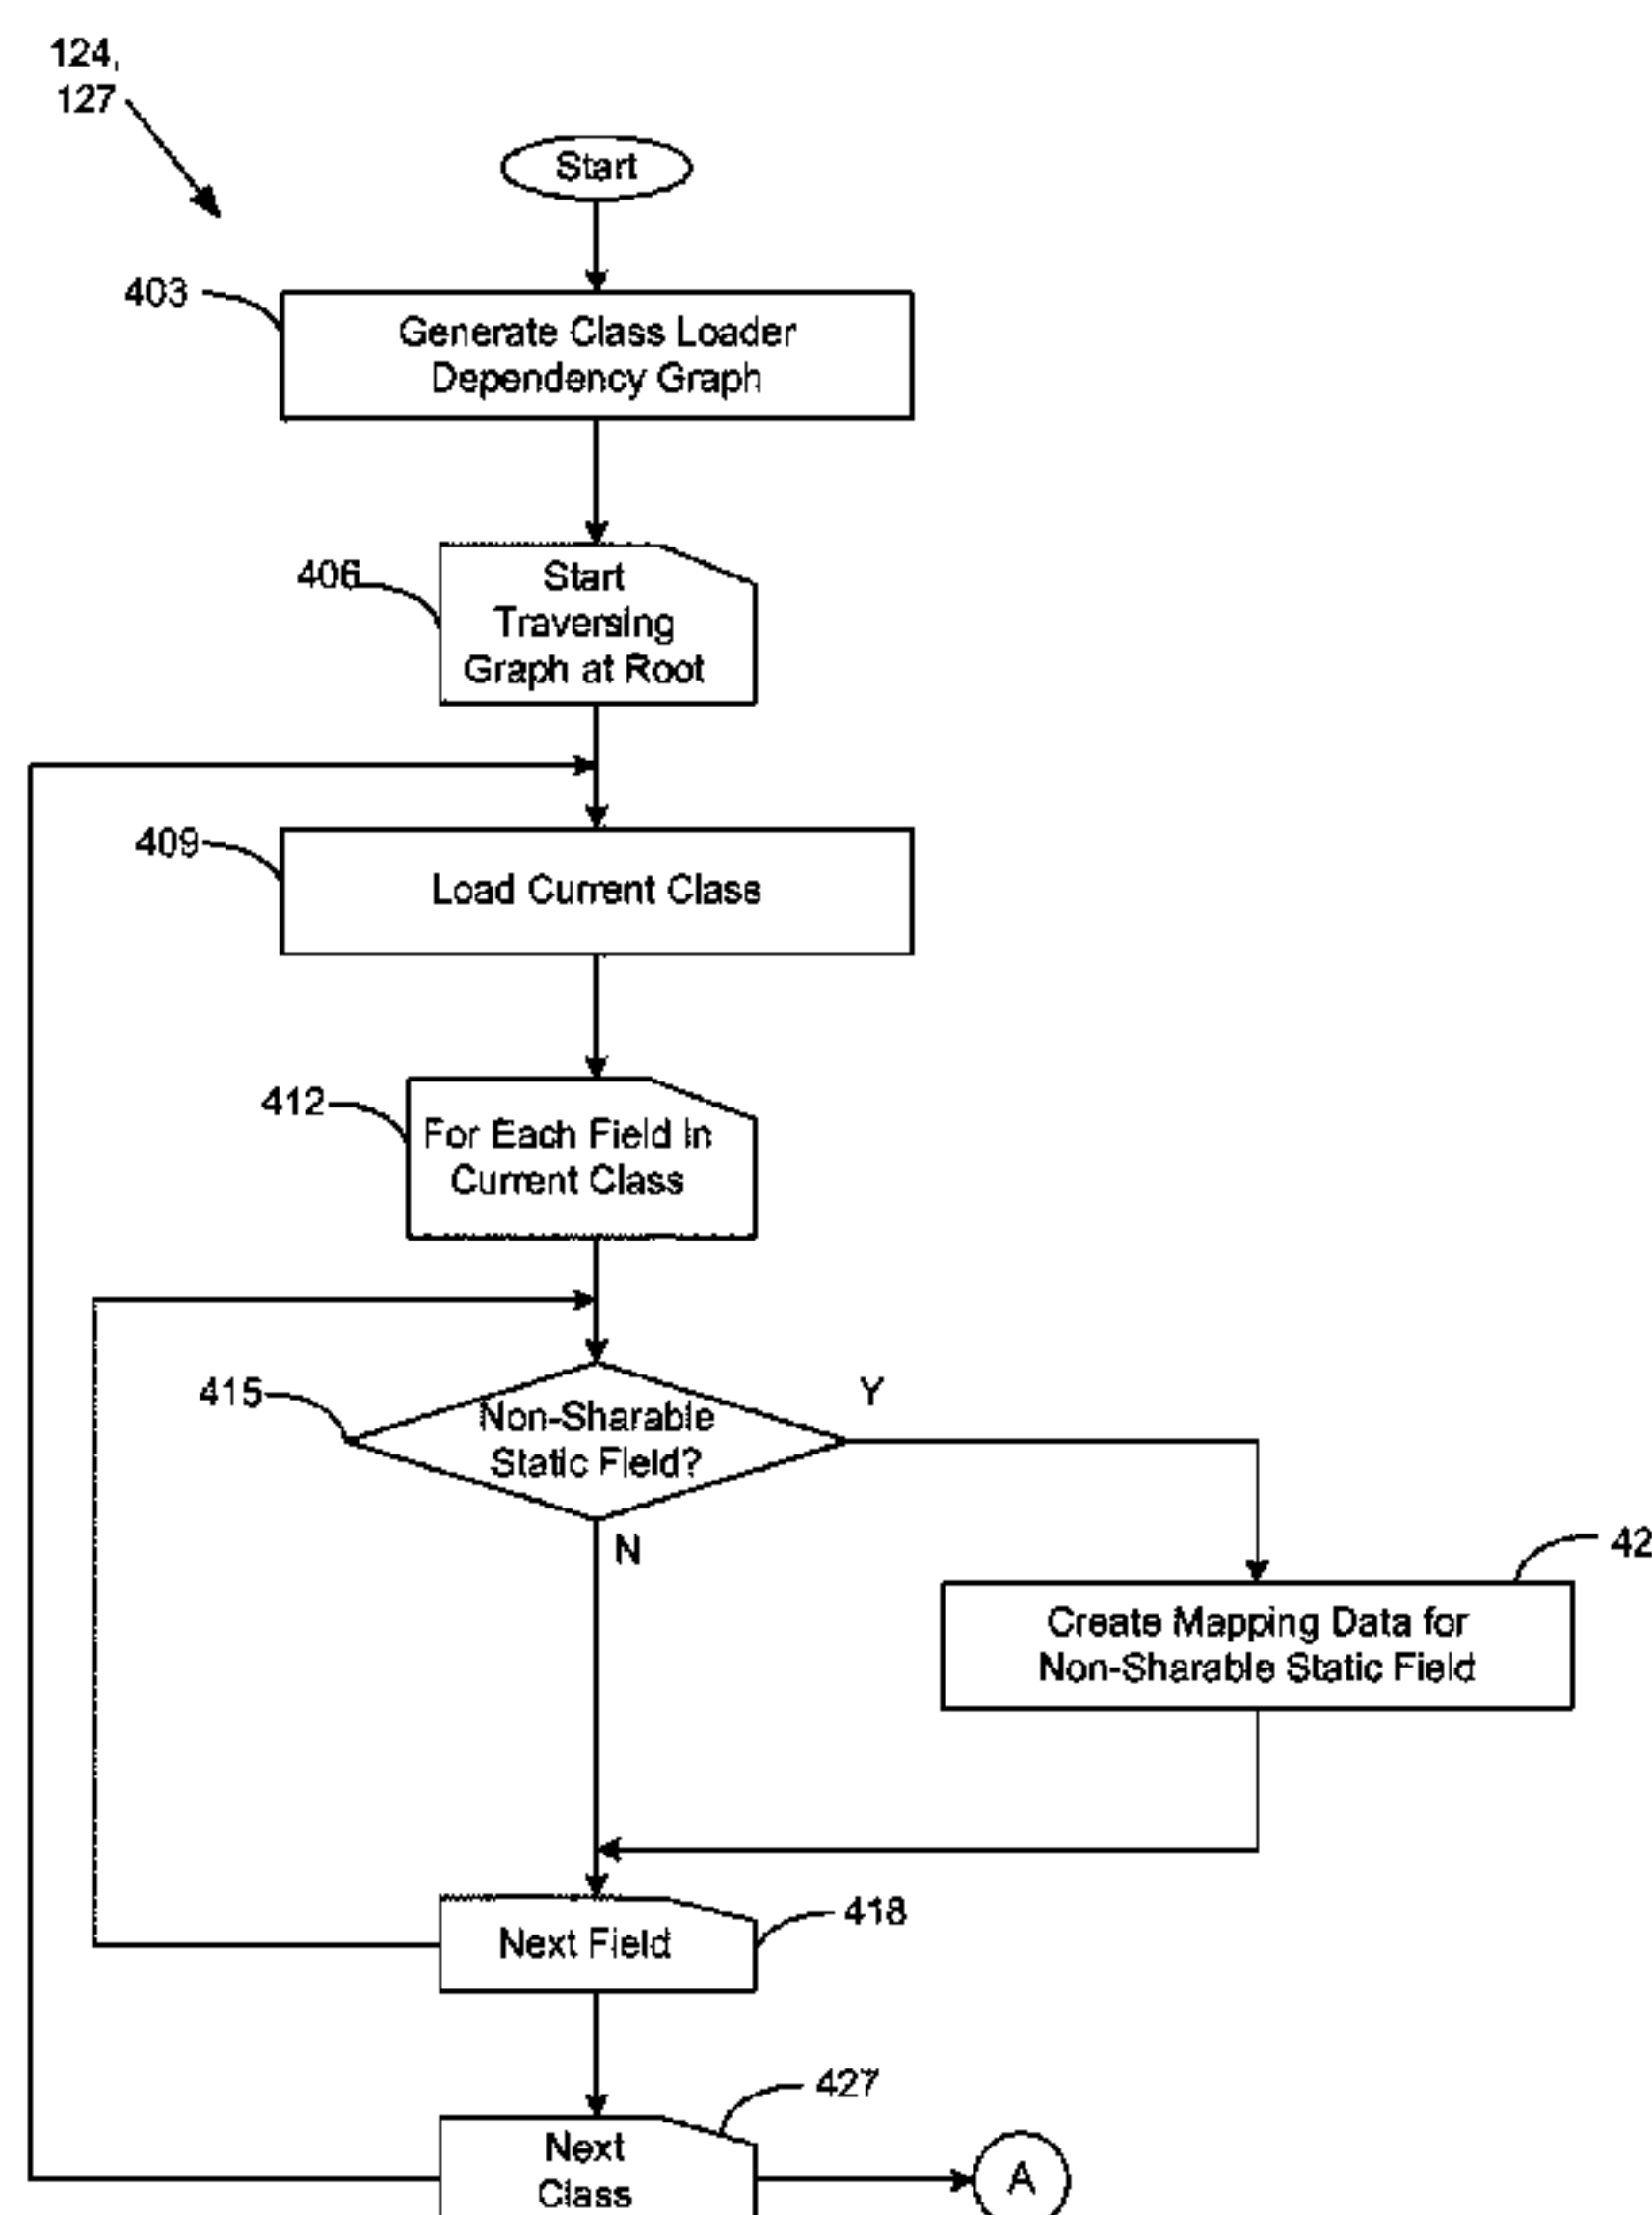 124,
127
Start
403
Generate Class Loader
Dependency Graph
406
Start
Traversing
Graph at Root
409
Load Current Class
412
For Each Field in
Current Class
415
Non-Sharable
Static Field?
Y
N
42
Create Mapping Data for
Non-Sharable Static Field
418
Next Field
427
Next
Class
A